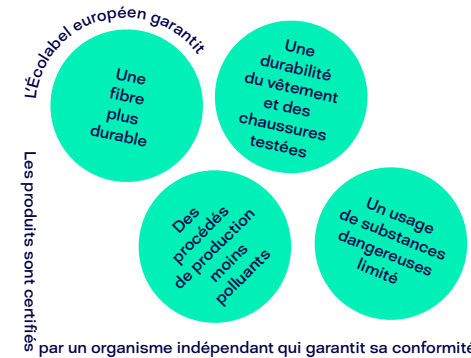 L'Écolabel européen garantit
Une
fibre
plus
durable
Une
durabilité
du vêtement
et des
chaussures
testées
Des
procédés
de production
moins
polluants
Un usage
de substances
dangereuses
limité
Les produits sont certifiés
par un organisme indépendant qui garantit sa conformité